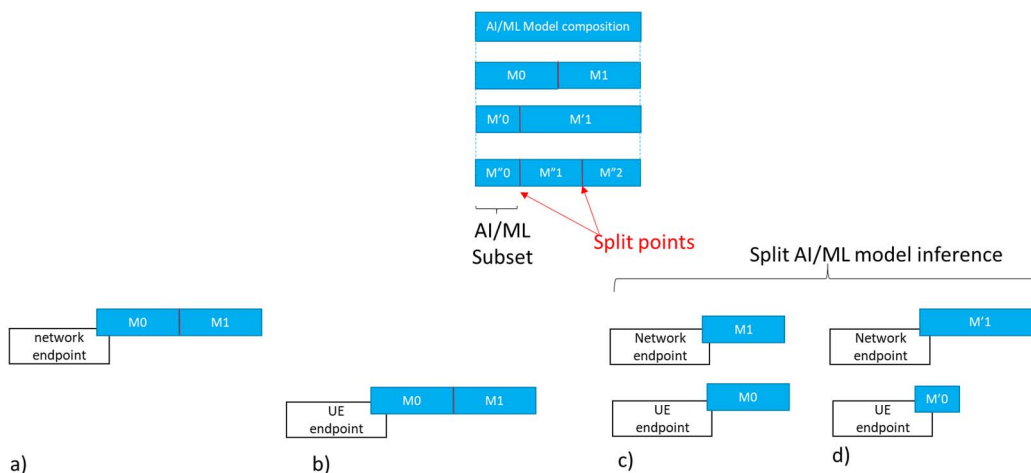 AI/ML Model composition
M0 M1
M'0 M'1
M"0 M"1 M"2
AI/ML
Subset
Split points
Split AI/ML model inference
M0 M1
network
endpoint
M0 M1
UE
endpoint
M1
Network
endpoint
M0
UE
endpoint
M'1
Network
endpoint
M'0
UE
endpoint
a)
b)
c)
d)